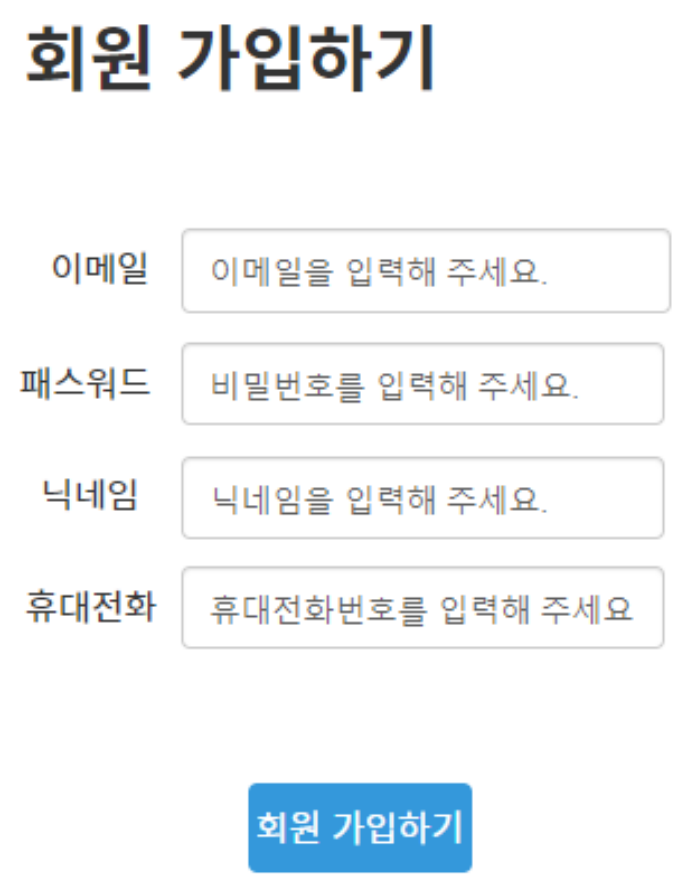 회원 가입하기
이메일 이메일을 입력해 주세요.
패스워드 비밀번호를 입력해 주세요.
닉네임 닉네임을 입력해 주세요.
휴대전화 휴대전화번호를 입력해 주세요
회원 가입하기